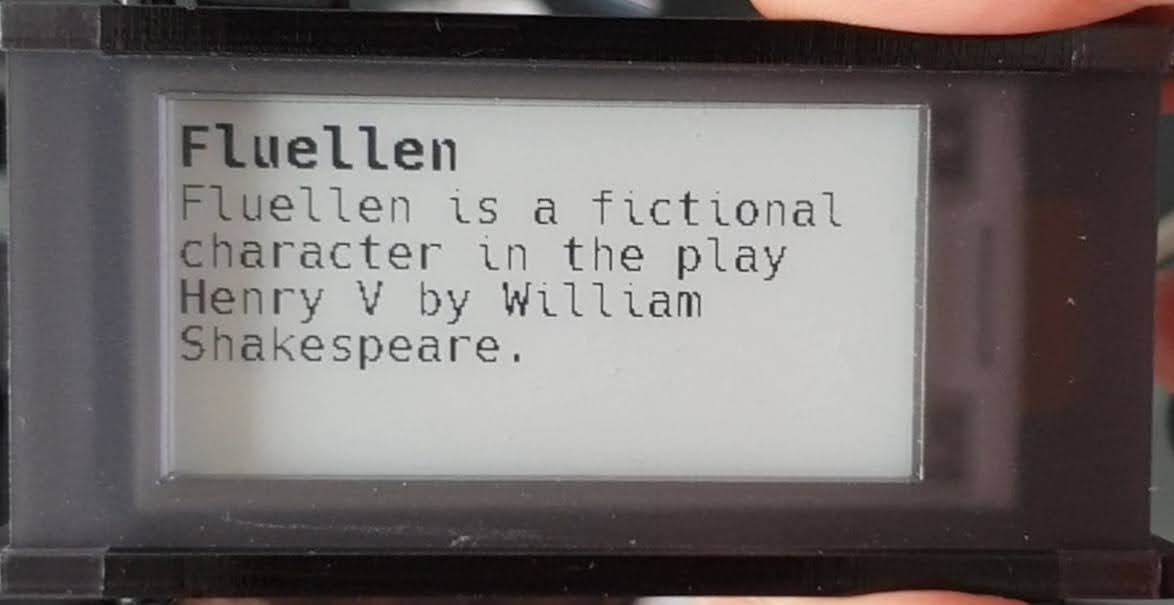 Fluellen
Fluellen is a fictional
character in the play
Henry V by William
Shakespeare.